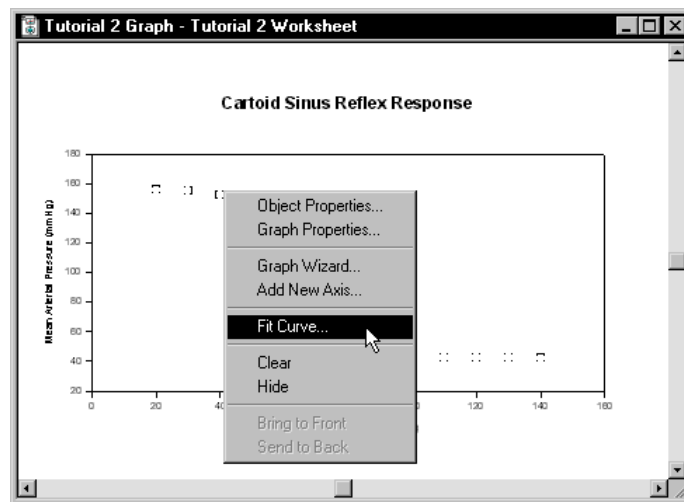 Tutorial 2 Graph - Tutorial 2 Worksheet
Cartoid Sinus Reflex Response
Mean Arterial Pressure (mm Hg)
180
160
140
120
100
80
60
40
20
Object Properties...
Graph Properties...
Graph Wizard...
Add New Axis...
Fit Curve...
Clear
Hide
Bring to Front
Send to Back
0 20 120 140 160